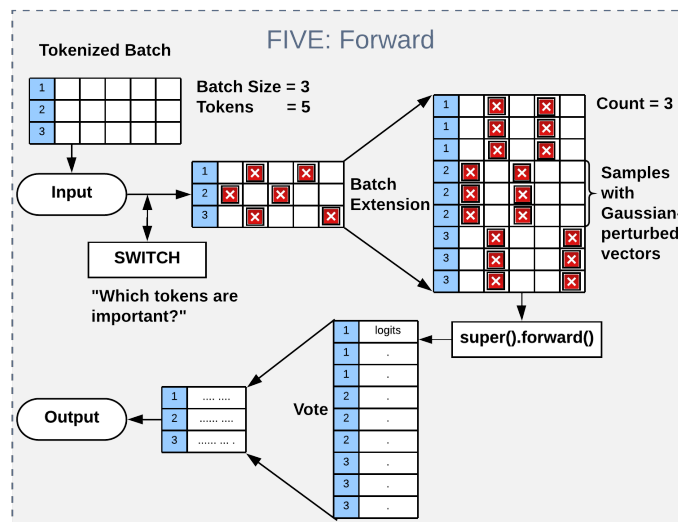 FIVE: Forward
Tokenized Batch
1
2
3
Batch Size = 3
Tokens = 5
Input
SWITCH
"Which tokens are
important?"
1
2
3
Batch
Extension
1
1
1
2
2
2
3
3
3
Count = 3
Samples
with
Gaussian-
perturbed
vectors
super().forward()
1 logits
1 .
1 .
2 .
2 .
2 .
3 .
3 .
3 .
Vote
1 .... ....
2 ...... ....
3 ...... ... .
Output